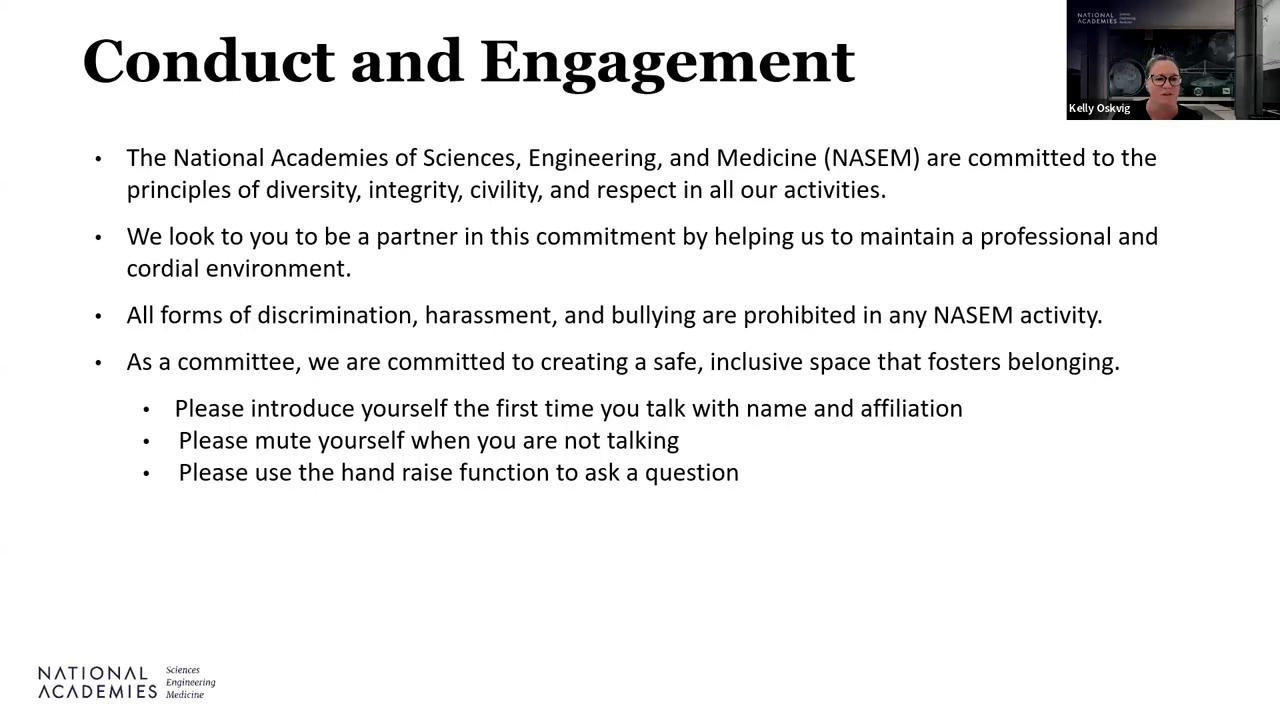 Conduct and Engagement
NATIONAL
ACADEMIES
Sciences
Engineering
Medicine
Kelly Oskvig
• The National Academies of Sciences, Engineering, and Medicine (NASEM) are committed to the
principles of diversity, integrity, civility, and respect in all our activities.
• We look to you to be a partner in this commitment by helping us to maintain a professional and
cordial environment.
• All forms of discrimination, harassment, and bullying are prohibited in any NASEM activity.
• As a committee, we are committed to creating a safe, inclusive space that fosters belonging.
• Please introduce yourself the first time you talk with name and affiliation
• Please mute yourself when you are not talking
• Please use the hand raise function to ask a question
NATIONAL
ACADEMIES
Sciences
Engineering
Medicine